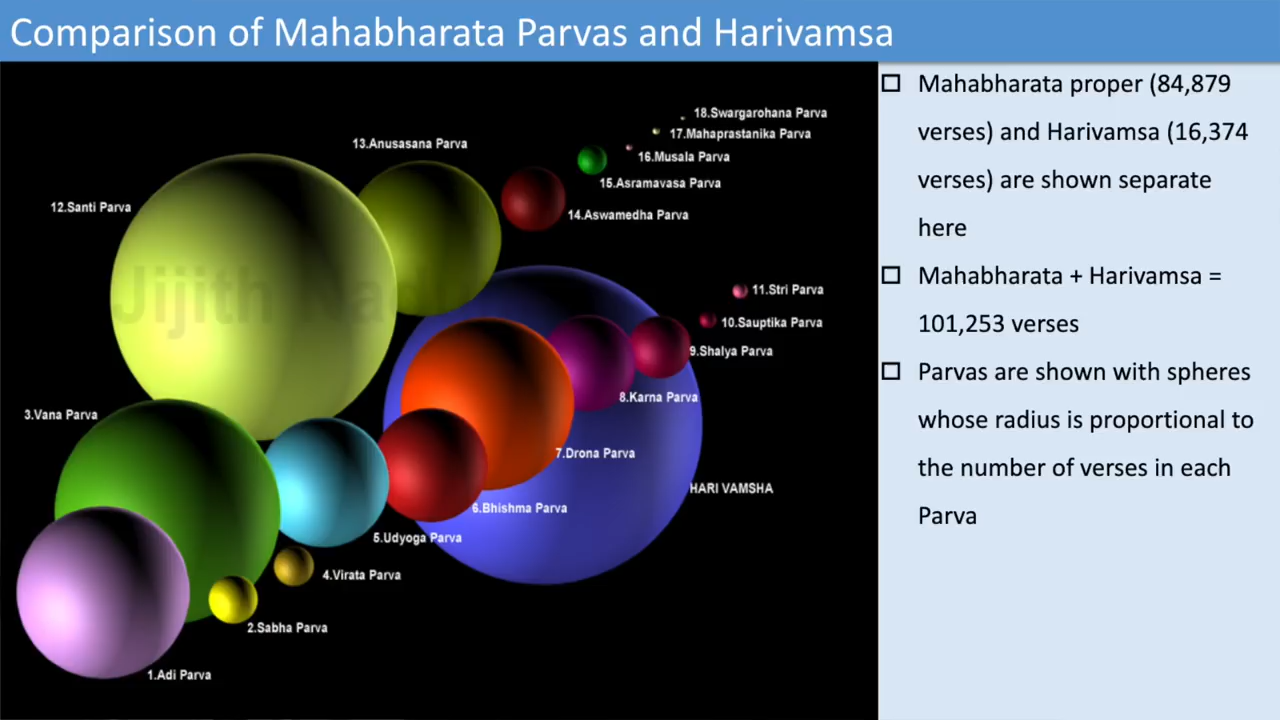 Comparison of Mahabharata Parvas and Harivamsa
18.Swargarohana Parva
17.Mahaprastanika Parva
16.Musala Parva
15.Asramavasa Parva
14.Aswamedha Parva
13.Anusasana Parva
12.Santi Parva
Jijith Nad
11.Stri Parva
10.Sauptika Parva
9.Shalya Parva
8.Karna Parva
7.Drona Parva
HARI VAMSHA
6.Bhishma Parva
5.Udyoga Parva
4.Virata Parva
3.Vana Parva
2.Sabha Parva
1.Adi Parva
Mahabharata proper (84,879
verses) and Harivamsa (16,374
verses) are shown separate
here
Mahabharata + Harivamsa =
101,253 verses
Parvas are shown with spheres
whose radius is proportional to
the number of verses in each
Parva